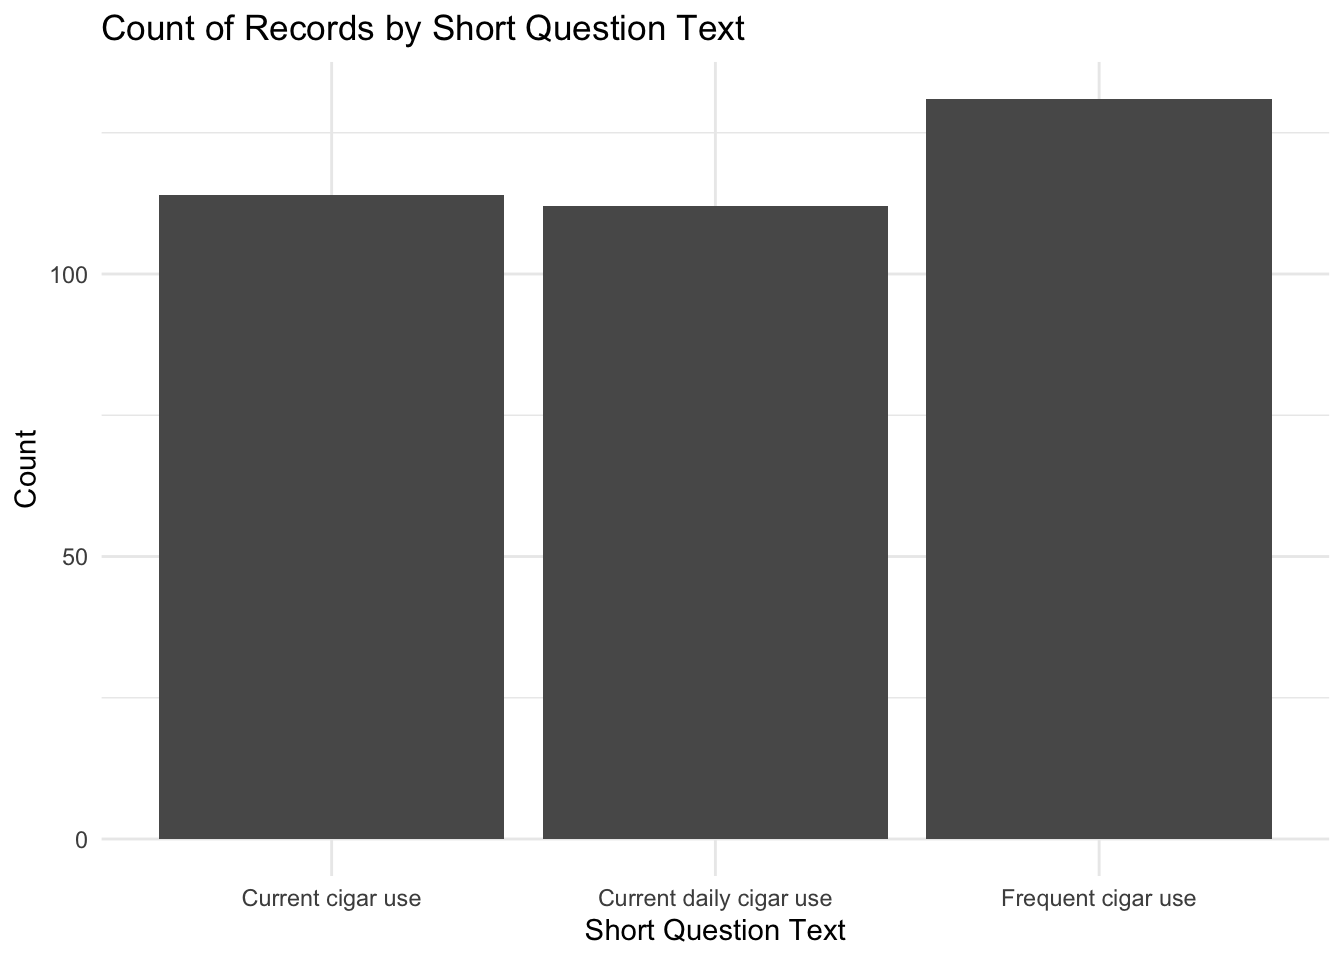 Count of Records by Short Question Text
Count
100
50
0
Current cigar use
Current daily cigar use
Frequent cigar use
Short Question Text